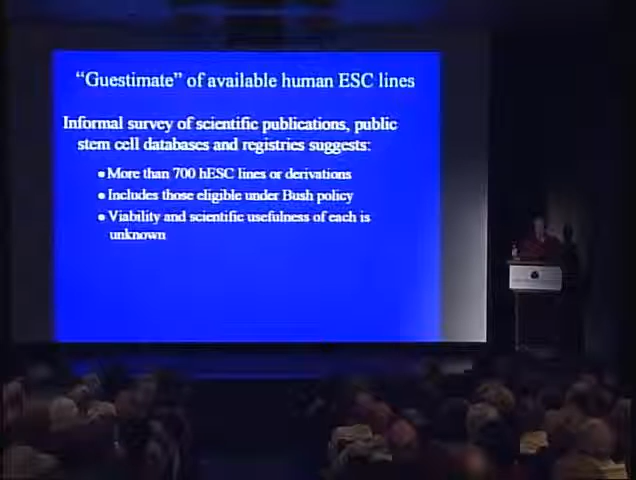 “Guestimate” of available human ESC lines
Informal survey of scientific publications, public
stem cell databases and registries suggests:
• More than 700 hESC lines or derivations
• Includes those eligible under Bush policy
• Viability and scientific usefulness of each is
unknown